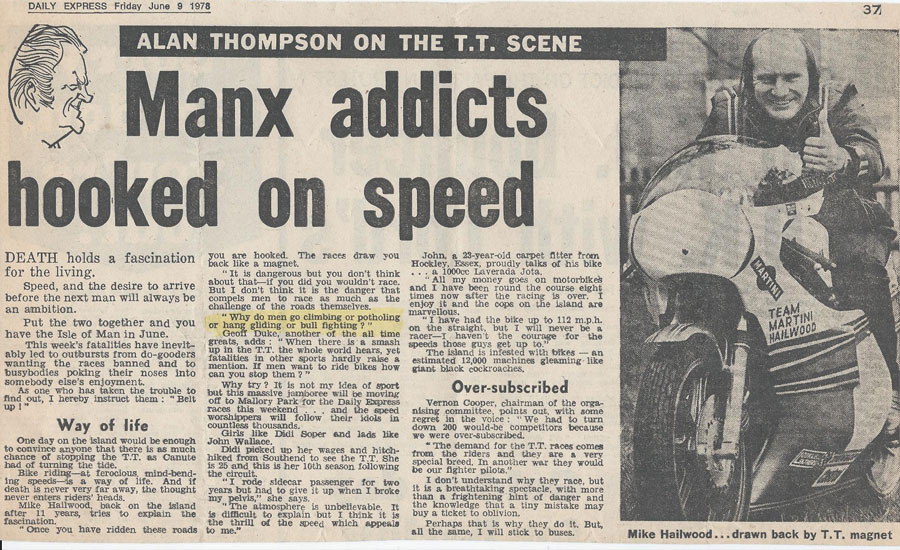 DAILY EXPRESS Friday June 9 1978
37
ALAN THOMPSON ON THE T.T. SCENE
Manx addicts
hooked on speed
DEATH holds a fascination
for the living.
Speed, and the desire to arrive
before the next man will always be
an ambition.
Put the two together and you
have the Isle of Man in June.
This week's fatalities have inevit-
ably led to outbursts from do-gooders
wanting the races banned and to
busybodies poking their noses into
somebody else's enjoyment.
As one who has taken the trouble to
find out, I hereby instruct them: "Belt
up!"
Way of life
One day on the island would be enough
to convince anyone that there is as much
chance of stopping the T.T. as Canute
had of turning the tide.
Bike riding—at ferocious, mind-bend-
ing speeds—is a way of life. And if
death is never very far away, the thought
never enters riders' heads.
Mike Hailwood, back on the island
after 11 years, tries to explain the
fascination.
"Once you have ridden these roads
you are hooked. The races draw you
back like a magnet.
"It is dangerous but you don't think
about that—if you did you wouldn't race.
But I don't think it is the danger that
compels men to race as much as the
challenge of the roads themselves.
"Why do men go climbing or potholing
or hang gliding or bull fighting?"
Geoff Duke, another of the all time
greats, adds: "When there is a smash
up in the T.T. the whole world hears, yet
fatalities in other sports hardly raise a
mention. If men want to ride bikes how
can you stop them?"
Why try? It is not my idea of sport
but this massive jamboree will be moving
off to Mallory Park for the Daily Express
races this weekend . . . and the speed
worshippers will follow their idols in
countless thousands.
Girls like Didi Soper and lads like
John Wallace.
Didi picked up her wages and hitch-
hiked from Southend to see the T.T. She
is 25 and this is her 10th season following
the circuit.
"I rode sidecar passenger for two
years but had to give it up when I broke
my pelvis," she says.
"The atmosphere is unbelievable. It
is difficult to explain but I think it is
the thrill of the speed which appeals
to me."
John, a 23-year-old carpet fitter from
Hockley, Essex, proudly talks of his bike
. . . a 1000cc Laverada Jota.
"All my money goes on motorbikes
and I have been round the course eight
times now after the racing is over. I
enjoy it and the cops on the island are
marvellous.
"I have had the bike up to 112 m.p.h.
on the straight, but I will never be a
racer—I haven't the courage for the
speeds those guys get up to."
The island is infested with bikes — an
estimated 12,000 machines gleaming like
giant black cockroaches.
Over-subscribed
Vernon Cooper, chairman of the orga-
nising committee, points out, with some
regret in the voice: "We had to turn
down 200 would-be competitors because
we were over-subscribed.
"The demand for the T.T. races comes
from the riders and they are a very
special breed. In another war they would
be our fighter pilots."
I don't understand why they race, but
it is a breathtaking spectacle, with more
than a frightening hint of danger and
the knowledge that a tiny mistake may
buy a ticket to oblivion.
Perhaps that is why they do it. But,
all the same, I will stick to buses.
MARTINI
TEAM
MARTINI
HAILWOOD
Mike Hailwood...drawn back by T.T. magnet